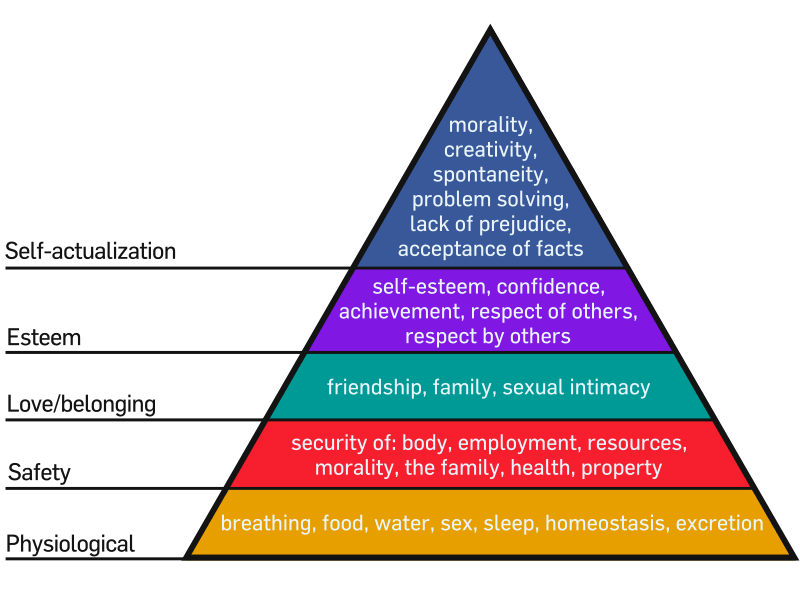 morality,
creativity,
spontaneity,
problem solving,
lack of prejudice,
acceptance of facts
Self-actualization
self-esteem, confidence,
achievement, respect of others,
respect by others
Esteem
friendship, family, sexual intimacy
Love/belonging
security of: body, employment, resources,
morality, the family, health, property
Safety
breathing, food, water, sex, sleep, homeostasis, excretion
Physiological